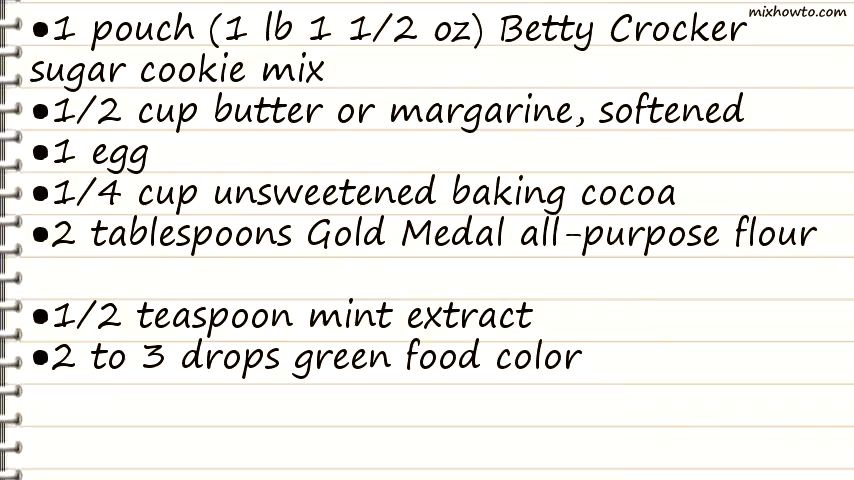 mixhowto.com
•1 pouch (1 lb 1 1/2 oz) Betty Crocker
sugar cookie mix
•1/2 cup butter or margarine, softened
•1 egg
•1/4 cup unsweetened baking cocoa
•2 tablespoons Gold Medal all-purpose flour
•1/2 teaspoon mint extract
•2 to 3 drops green food color